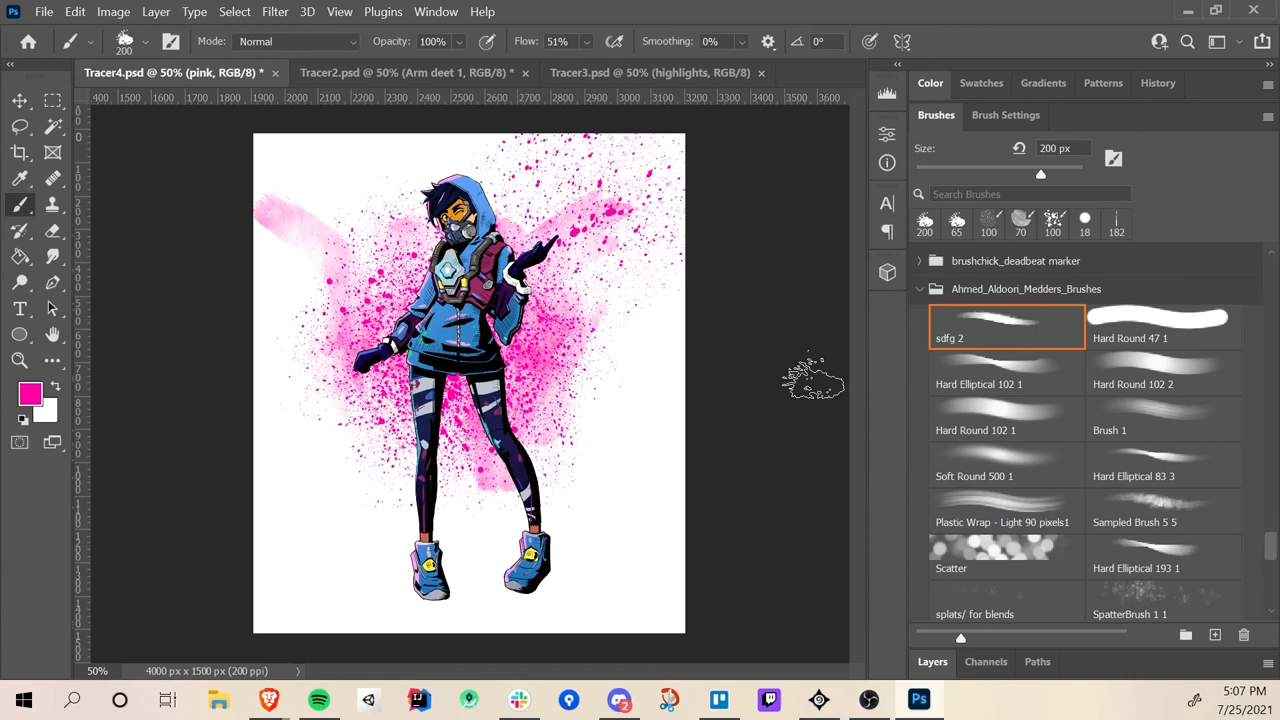 Ps File Edit Image Layer Type Select Filter 3D View Plugins Window Help
200 Mode: Normal Opacity: 100% Flow: 51% Smoothing: 0% 0°
Tracer4.psd @ 50% (pink, RGB/8) * × Tracer2.psd @ 50% (Arm deet 1, RGB/8) * × Tracer3.psd @ 50% (highlights, RGB/8) ×
400 1500 1600 1700 1800 1900 2000 2100 2200 2300 2400 2500 2600 2700 2800 2900 3000 3100 3200 3300 3400 3500 3600
Color Swatches Gradients Patterns History
Brushes Brush Settings
Size: 200 px
Search Brushes
200 65 100 70 100 18 182
brushchick_deadbeat marker
Ahmed_Aldoori_Medders_Brushes
sdfg 2 Hard Round 47 1
Hard Elliptical 102 1 Hard Round 102 2
Hard Round 102 1 Brush 1
Soft Round 500 1 Hard Elliptical 83 3
Plastic Wrap - Light 90 pixels1 Sampled Brush 5 5
Scatter Hard Elliptical 193 1
splats/ for blends SpatterBrush 1 1
Layers Channels Paths
50% 4000 px x 1500 px (200 ppi)
2 Ps
5:07 PM
7/25/2021